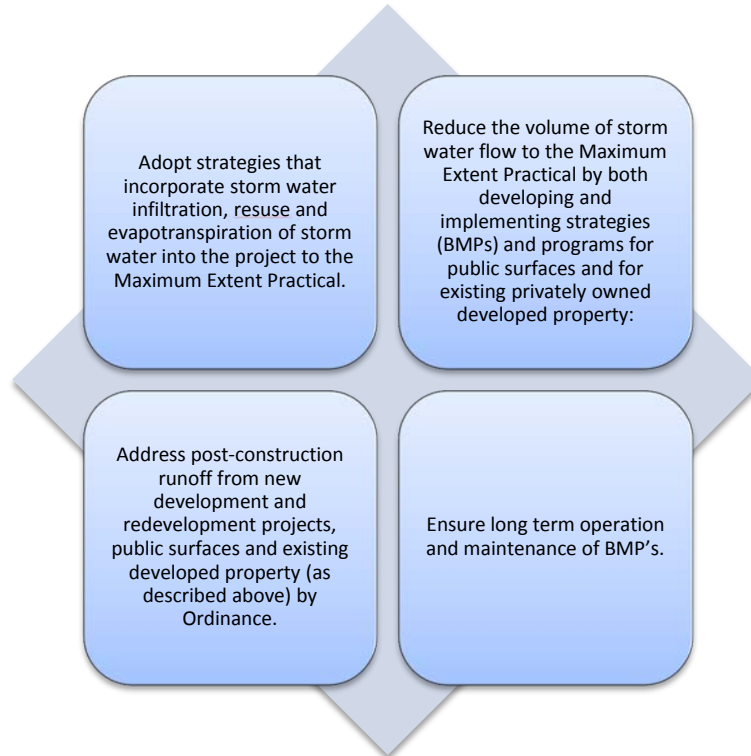 Adopt strategies that
incorporate storm water
infiltration, resuse and
evapotranspiration of storm
water into the project to the
Maximum Extent Practical.
Reduce the volume of storm
water flow to the Maximum
Extent Practical by both
developing and
implementing strategies
(BMPs) and programs for
public surfaces and for
existing privately owned
developed property:
Address post-construction
runoff from new
development and
redevelopment projects,
public surfaces and existing
developed property (as
described above) by
Ordinance.
Ensure long term operation
and maintenance of BMP’s.